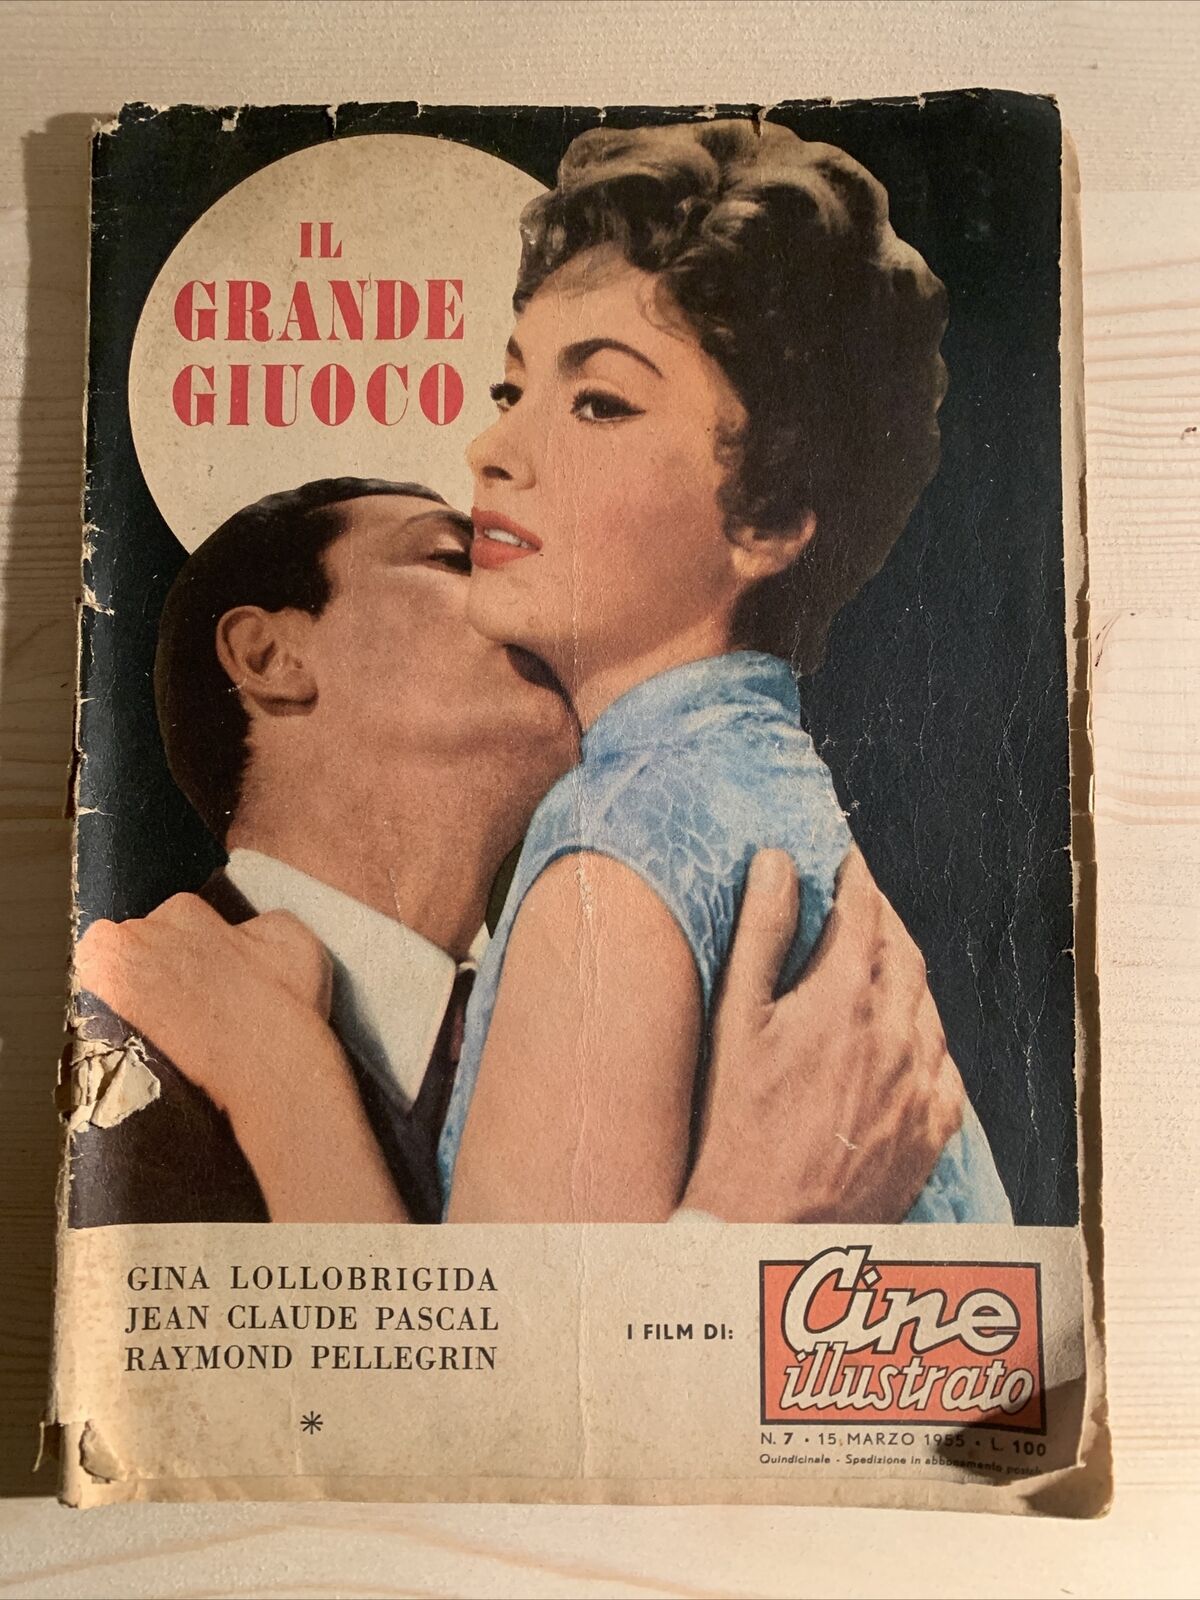 IL
GRANDE
GIUOCO
GINA LOLLOBRIGIDA
JEAN CLAUDE PASCAL
RAYMOND PELLEGRIN
*
I FILM DI:
Cine
illustrato
N. 7 · 15, MARZO 1955 · L. 100
Quindicinale - Spedizione in abbonamento postale